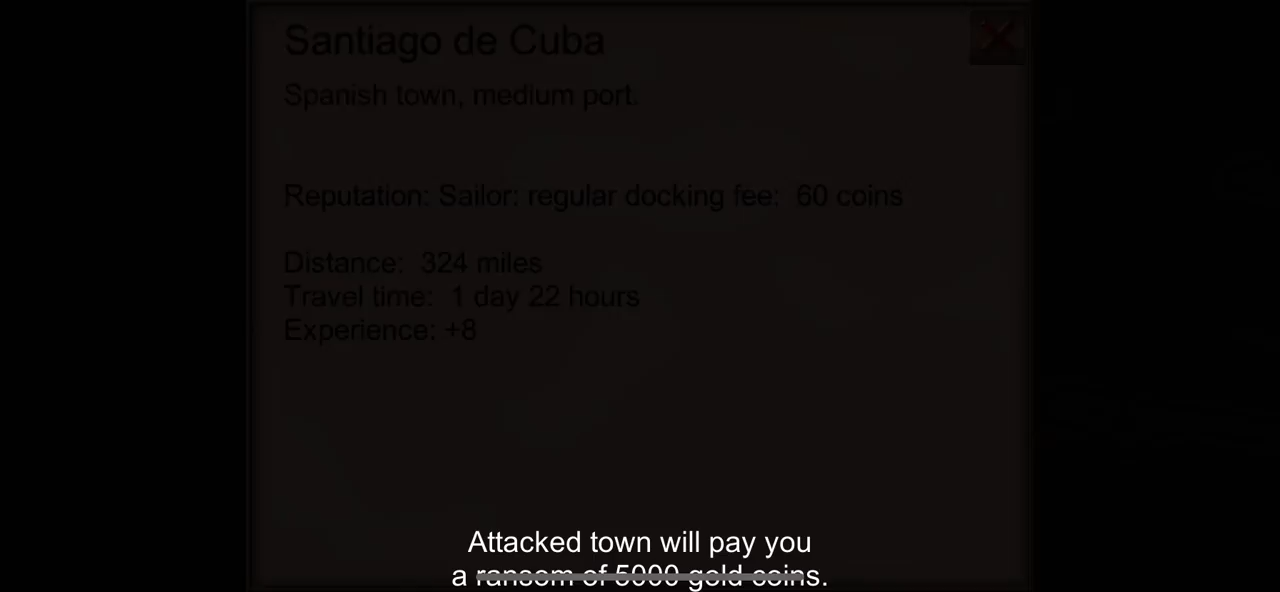 Santiago de Cuba
Spanish town, medium port.
Reputation: Sailor: regular docking fee: 60 coins
Distance: 324 miles
Travel time: 1 day 22 hours
Experience: +8
Attacked town will pay you
a ransom of 5000 gold coins.